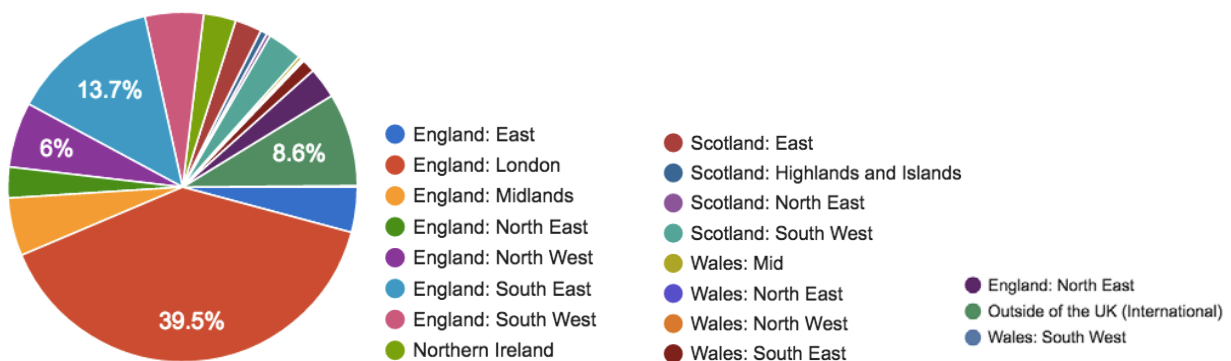 13.7%
6%
8.6%
39.5%
England: East
England: London
England: Midlands
England: North East
England: North West
England: South East
England: South West
Northern Ireland
Scotland: East
Scotland: Highlands and Islands
Scotland: North East
Scotland: South West
Wales: Mid
Wales: North East
Wales: North West
Wales: South East
England: North East
Outside of the UK (International)
Wales: South West